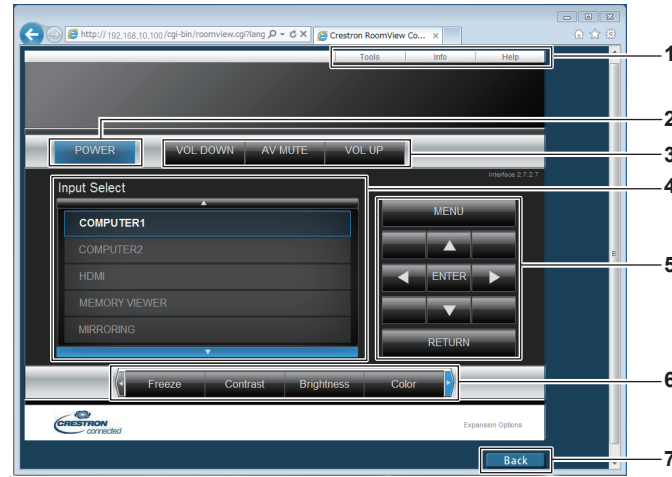 http://192.168.10.100/cgi-bin/roomview.cgi?lang
Crestron RoomView Co...
Tools Info Help
1
2
POWER VOL DOWN AV MUTE VOL UP
3
Interface 2.7.2.7
4
Input Select
COMPUTER1
COMPUTER2
HDMI
MEMORY VIEWER
MIRRORING
MENU
ENTER
RETURN
5
Freeze Contrast Brightness Color
6
CRESTRON
connected
Expansion Options
Back
7